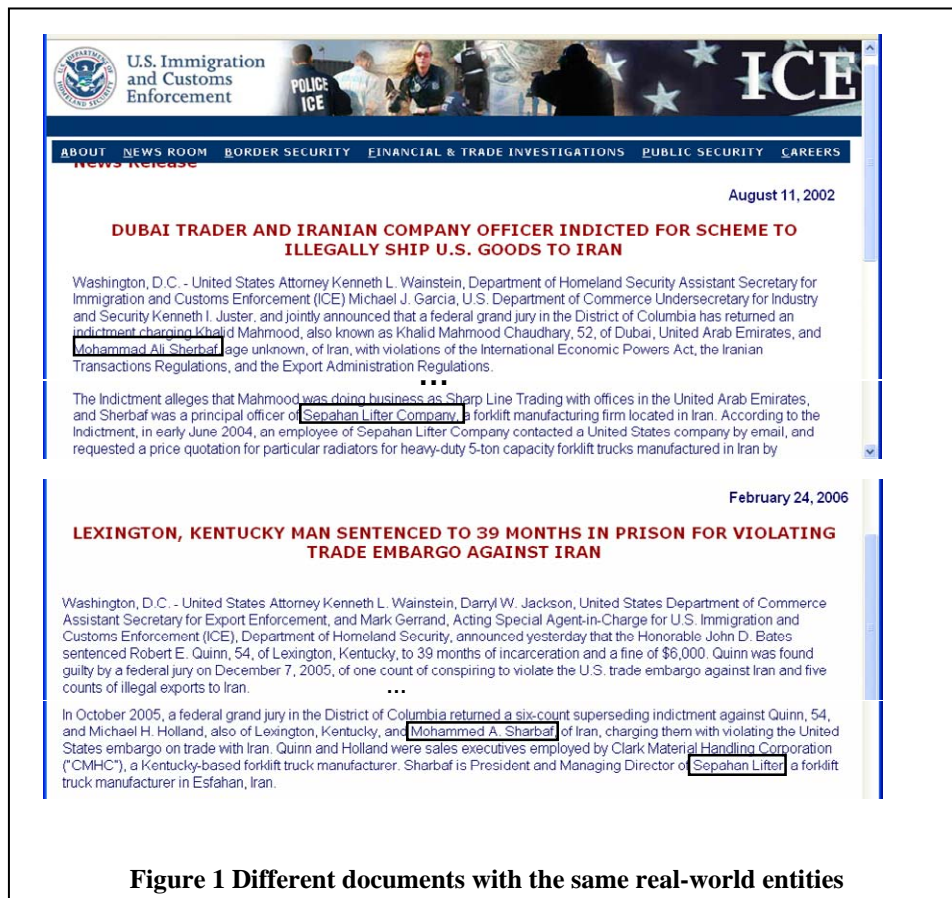 U.S. Immigration
and Customs
Enforcement
POLICE
ICE
ICE
ABOUT NEWS ROOM BORDER SECURITY FINANCIAL & TRADE INVESTIGATIONS PUBLIC SECURITY CAREERS
News Release
August 11, 2002
DUBAI TRADER AND IRANIAN COMPANY OFFICER INDICTED FOR SCHEME TO
ILLEGALLY SHIP U.S. GOODS TO IRAN
Washington, D.C. - United States Attorney Kenneth L. Wainstein, Department of Homeland Security Assistant Secretary for
Immigration and Customs Enforcement (ICE) Michael J. Garcia, U.S. Department of Commerce Undersecretary for Industry
and Security Kenneth I. Juster, and jointly announced that a federal grand jury in the District of Columbia has returned an
indictment charging Khalid Mahmood, also known as Khalid Mahmood Chaudhary, 52, of Dubai, United Arab Emirates, and
Mohammad Ali Sherbaf, age unknown, of Iran, with violations of the International Economic Powers Act, the Iranian
Transactions Regulations, and the Export Administration Regulations.
...
The Indictment alleges that Mahmood was doing business as Sharp Line Trading with offices in the United Arab Emirates,
and Sherbaf was a principal officer of Sepahan Lifter Company, a forklift manufacturing firm located in Iran. According to the
Indictment, in early June 2004, an employee of Sepahan Lifter Company contacted a United States company by email, and
requested a price quotation for particular radiators for heavy-duty 5-ton capacity forklift trucks manufactured in Iran by
February 24, 2006
LEXINGTON, KENTUCKY MAN SENTENCED TO 39 MONTHS IN PRISON FOR VIOLATING
TRADE EMBARGO AGAINST IRAN
Washington, D.C. - United States Attorney Kenneth L. Wainstein, Darryl W. Jackson, United States Department of Commerce
Assistant Secretary for Export Enforcement, and Mark Gerrand, Acting Special Agent-in-Charge for U.S. Immigration and
Customs Enforcement (ICE), Department of Homeland Security, announced yesterday that the Honorable John D. Bates
sentenced Robert E. Quinn, 54, of Lexington, Kentucky, to 39 months of incarceration and a fine of $6,000. Quinn was found
guilty by a federal jury on December 7, 2005, of one count of conspiring to violate the U.S. trade embargo against Iran and five
counts of illegal exports to Iran.
...
In October 2005, a federal grand jury in the District of Columbia returned a six-count superseding indictment against Quinn, 54,
and Michael H. Holland, also of Lexington, Kentucky, and Mohammed A. Sharbaf, of Iran, charging them with violating the United
States embargo on trade with Iran. Quinn and Holland were sales executives employed by Clark Material Handling Corporation
("CMHC"), a Kentucky-based forklift truck manufacturer. Sharbaf is President and Managing Director of Sepahan Lifter, a forklift
truck manufacturer in Esfahan, Iran.
Figure 1 Different documents with the same real-world entities